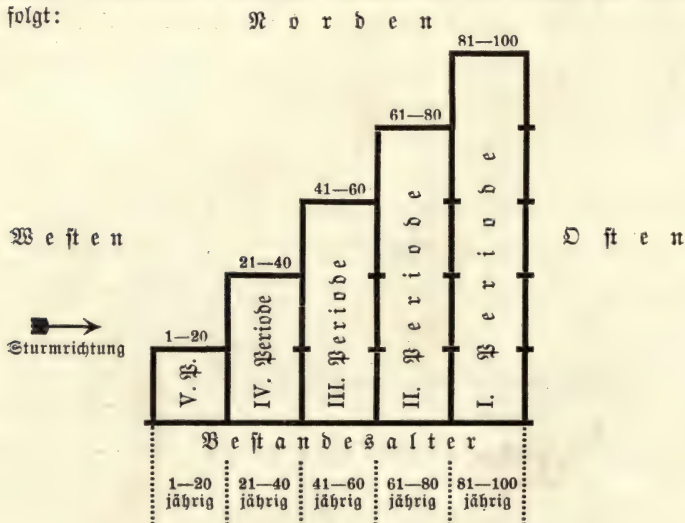 folgt:
Norden
81—100
61—80
41—60
21—40
1—20
Westen
Osten
Sturmrichtung
V. P.
IV. Periode
III. Periode
II. Periode
I. Periode
Bestandesalter
1—20 21—40 41—60 61—80 81—100
jährig jährig jährig jährig jährig